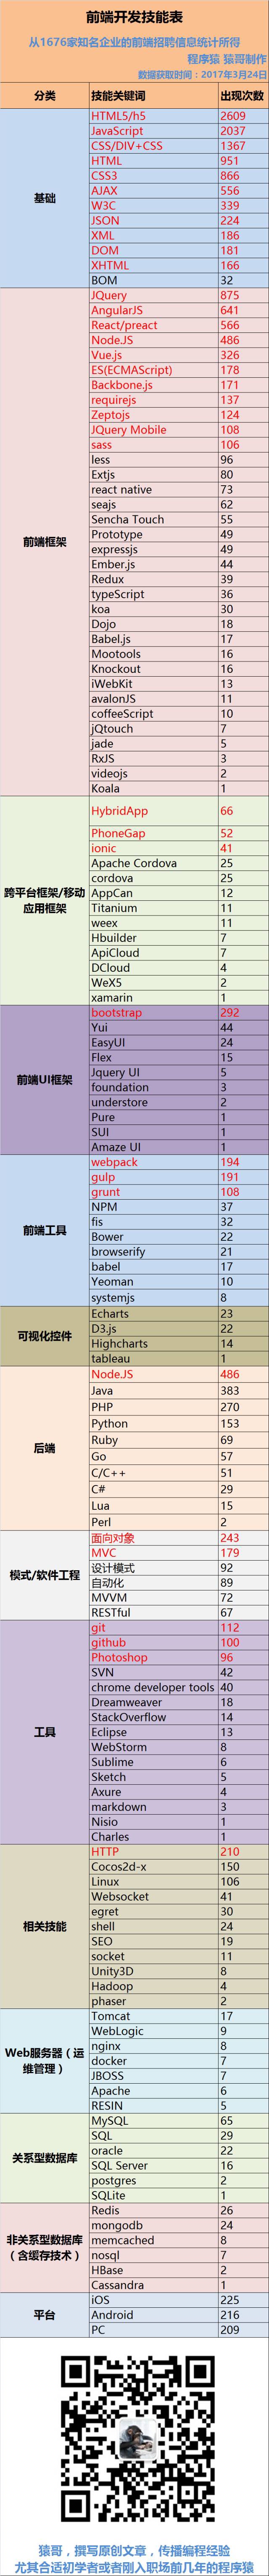 前端开发技能表
从1676家知名企业的前端招聘信息统计所得
程序猿 猿哥制作
数据获取时间：2017年3月24日
分类 技能关键词 出现次数
基础
HTML5/h5 2609
JavaScript 2037
CSS/DIV+CSS 1367
HTML 951
CSS3 866
AJAX 556
W3C 339
JSON 224
XML 186
DOM 181
XHTML 166
BOM 32
前端框架
JQuery 875
AngularJS 641
React/preact 566
Node.JS 486
Vue.js 326
ES(ECMAScript) 178
Backbone.js 171
requirejs 137
Zeptojs 124
JQuery Mobile 108
sass 106
less 96
Extjs 80
react native 73
seajs 62
Sencha Touch 55
Prototype 49
expressjs 49
Ember.js 44
Redux 39
typeScript 36
koa 30
Dojo 18
Babel.js 17
Mootools 16
Knockout 16
iWebKit 13
avalonJS 11
coffeeScript 10
jQtouch 7
jade 5
RxJS 3
videojs 2
Koala 1
跨平台框架/移动
应用框架
HybridApp 66
PhoneGap 52
ionic 41
Apache Cordova 25
cordova 25
AppCan 12
Titanium 11
weex 11
Hbuilder 7
ApiCloud 7
DCloud 4
WeX5 2
xamarin 1
前端UI框架
bootstrap 292
Yui 44
EasyUI 24
Flex 15
Jquery UI 5
foundation 3
understore 2
Pure 1
SUI 1
Amaze UI 1
前端工具
webpack 194
gulp 191
grunt 108
NPM 37
fis 32
Bower 22
browserify 21
babel 17
Yeoman 10
systemjs 8
可视化控件
Echarts 23
D3.js 22
Highcharts 14
tableau 1
后端
Node.JS 486
Java 383
PHP 270
Python 153
Ruby 69
Go 57
C/C++ 51
C# 29
Lua 15
Perl 2
模式/软件工程
面向对象 243
MVC 179
设计模式 92
自动化 89
MVVM 72
RESTful 67
工具
git 112
github 100
Photoshop 96
SVN 42
chrome developer tools 40
Dreamweaver 18
StackOverflow 14
Eclipse 13
WebStorm 8
Sublime 6
Sketch 5
Axure 4
markdown 3
Nisio 1
Charles 1
相关技能
HTTP 210
Cocos2d-x 150
Linux 106
Websocket 41
egret 30
shell 24
SEO 19
socket 11
Unity3D 8
Hadoop 4
phaser 2
Web服务器（运
维管理）
Tomcat 17
WebLogic 9
nginx 8
docker 7
JBOSS 7
Apache 6
RESIN 5
关系型数据库
MySQL 65
SQL 29
oracle 22
SQL Server 16
postgres 2
SQLite 1
非关系型数据库
（含缓存技术）
Redis 26
mongodb 24
memcached 8
nosql 7
HBase 2
Cassandra 1
平台
iOS 225
Android 216
PC 209
猿哥，撰写原创文章，传播编程经验
尤其合适初学者或者刚入职场前几年的程序猿